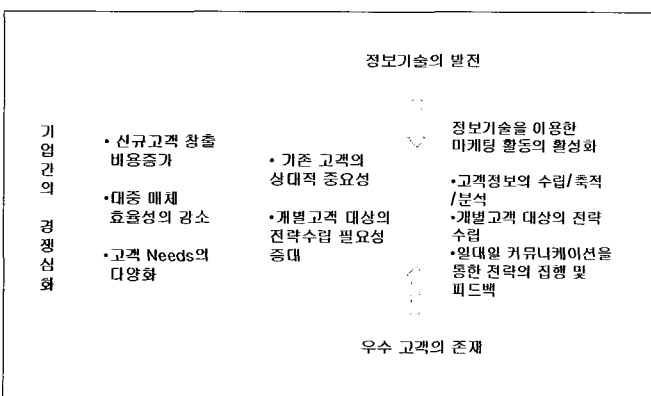 정보기술의 발전
기
업
간
의
경
쟁
심
화
• 신규고객 창출
비용증가
•대중 매체
효율성의 감소
•고객 Needs의
다양화
• 기존 고객의
상대적 중요성
•개별고객 대상의
전략수립 필요성
증대
정보기술을 이용한
마케팅 활동의 활성화
•고객정보의 수립/축적
/분석
•개별고객 대상의 전략
수립
•일대일 커뮤니케이션을
통한 전략의 집행 및
피드백
우수 고객의 존재